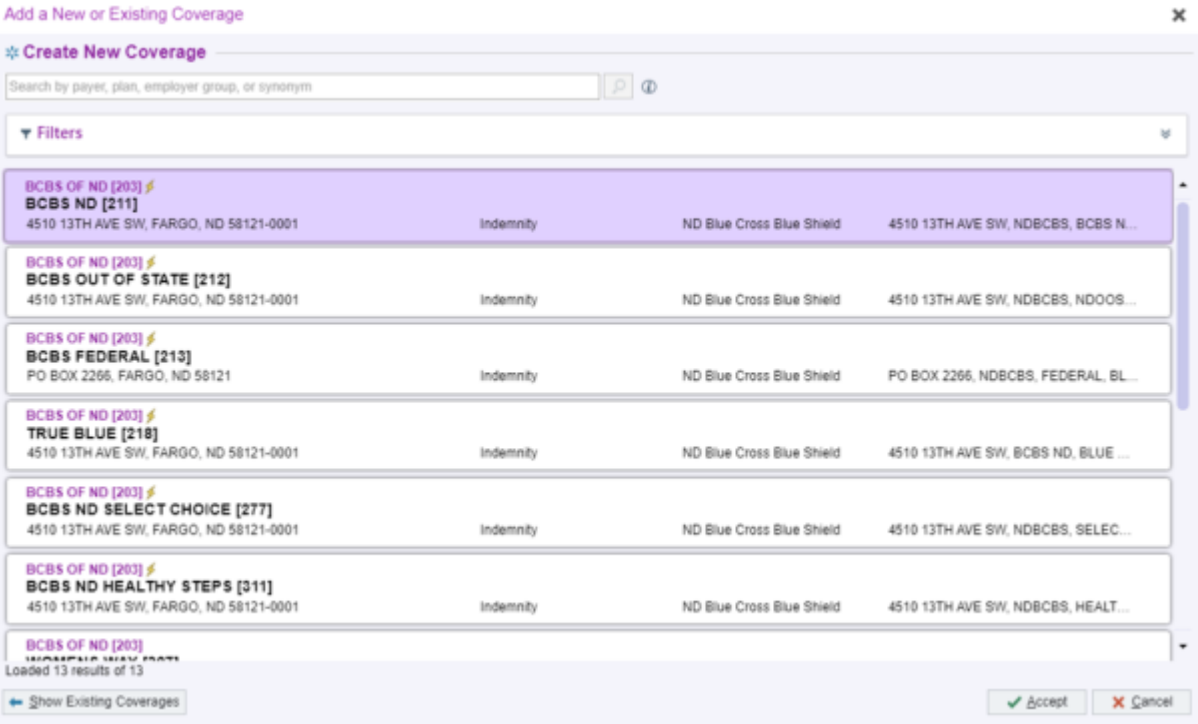 Add a New or Existing Coverage
Create New Coverage
Search by payer, plan, employer group, or synonym
Filters
BCBS OF ND [203]
BCBS ND [211]
4510 13TH AVE SW, FARGO, ND 58121-0001 Indemnity ND Blue Cross Blue Shield 4510 13TH AVE SW, NDBCBS, BCBS N...
BCBS OF ND [203]
BCBS OUT OF STATE [212]
4510 13TH AVE SW, FARGO, ND 58121-0001 Indemnity ND Blue Cross Blue Shield 4510 13TH AVE SW, NDBCBS, NDOOS...
BCBS OF ND [203]
BCBS FEDERAL [213]
PO BOX 2266, FARGO, ND 58121 Indemnity ND Blue Cross Blue Shield PO BOX 2266, NDBCBS, FEDERAL, BL...
BCBS OF ND [203]
TRUE BLUE [218]
4510 13TH AVE SW, FARGO, ND 58121-0001 Indemnity ND Blue Cross Blue Shield 4510 13TH AVE SW, BCBS ND, BLUE ...
BCBS OF ND [203]
BCBS ND SELECT CHOICE [277]
4510 13TH AVE SW, FARGO, ND 58121-0001 Indemnity ND Blue Cross Blue Shield 4510 13TH AVE SW, NDBCBS, SELEC...
BCBS OF ND [203]
BCBS ND HEALTHY STEPS [311]
4510 13TH AVE SW, FARGO, ND 58121-0001 Indemnity ND Blue Cross Blue Shield 4510 13TH AVE SW, NDBCBS, HEALT...
BCBS OF ND [203]
WOMENS WAY
Loaded 13 results of 13
Show Existing Coverages Accept Cancel